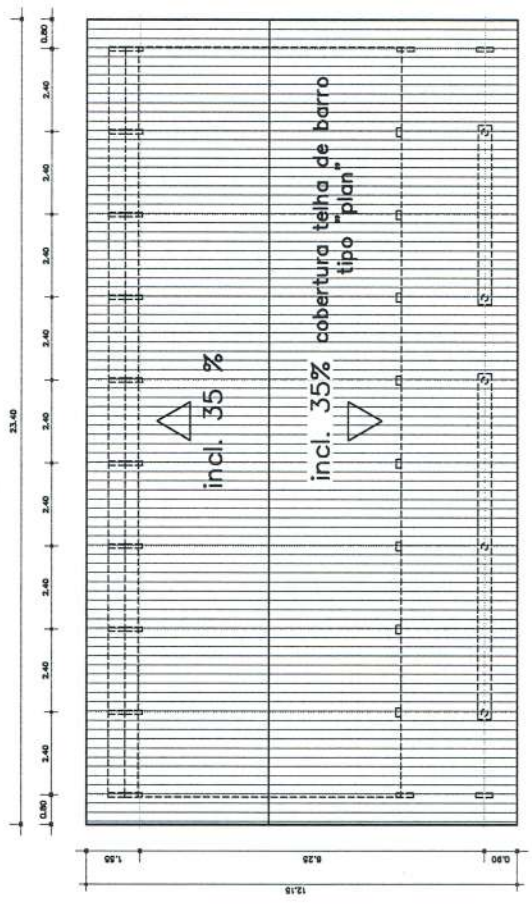 23.40
0.80 2.40 2.40 2.40 2.40 2.40 2.40 2.40 2.40 2.40 0.80
incl. 35 %
incl. 35% cobertura telha de barro
tipo "plan"
1.55
0.90
12.15